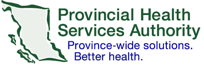 Provincial Health
Services Authority
Province-wide solutions.
Better health.